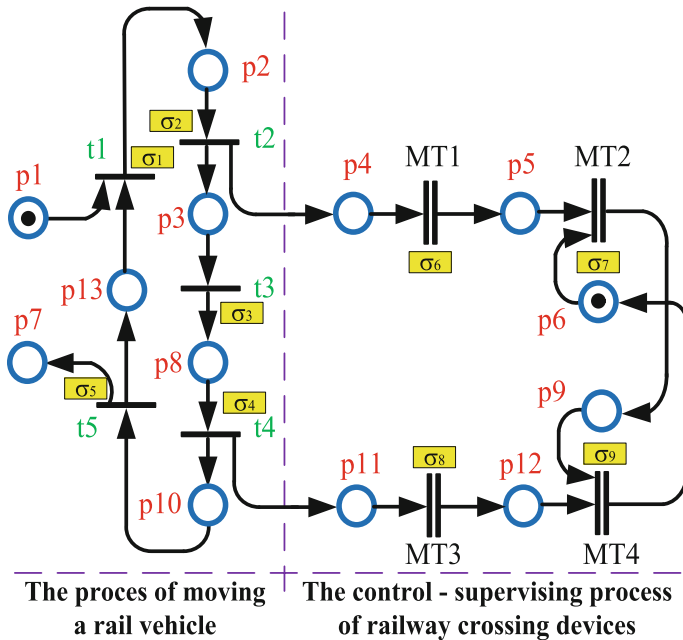 p2
σ2
t1
σ1
t2
p4
MT1
p5
MT2
p1
p3
σ6
σ7
p13
t3
p7
σ3
p6
p8
σ5
σ4
p9
t5
t4
p11
σ8
p12
σ9
p10
MT3
MT4
The proces of moving
a rail vehicle
The control - supervising process
of railway crossing devices